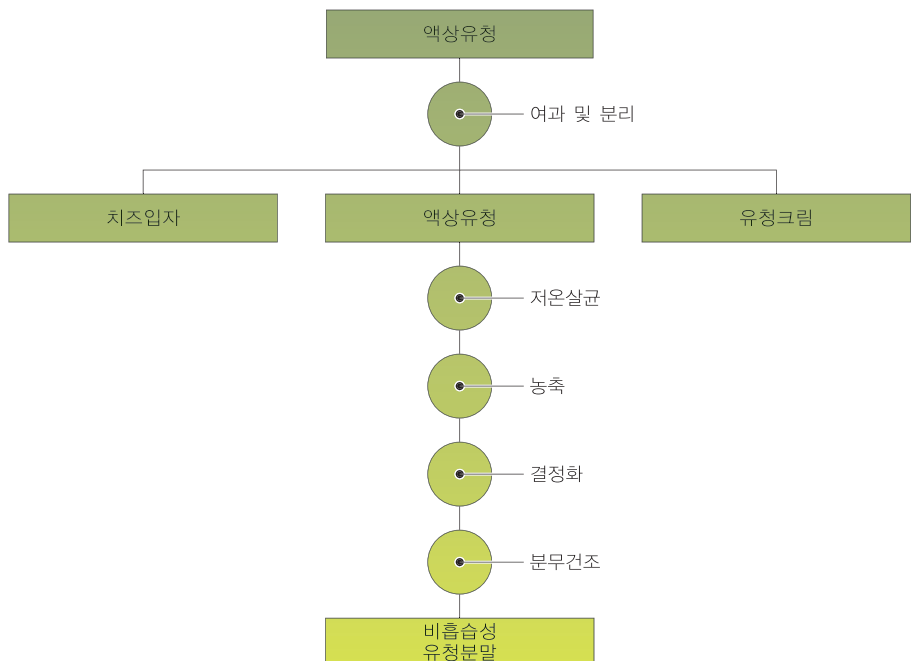 액상유청
여과 및 분리
치즈입자
액상유청
유청크림
저온살균
농축
결정화
분무건조
비흡습성
유청분말